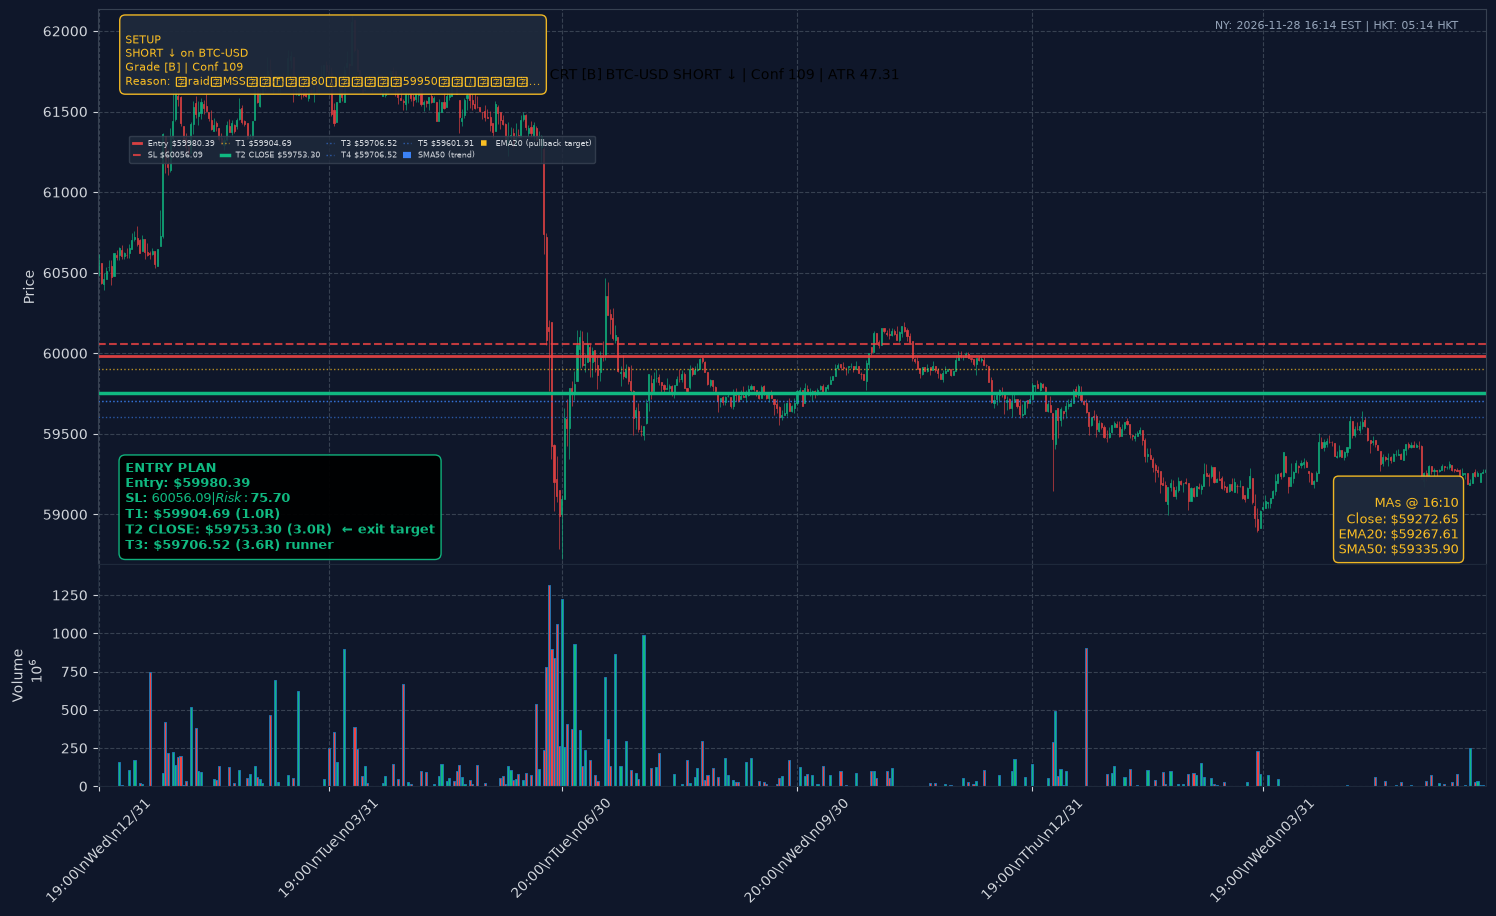 NY: 2026-11-28 16:14 EST | HKT: 05:14 HKT
SETUP
SHORT ↓ on BTC-USD
Grade [B] | Conf 109
Reason: raid MSS 80 59950 …
CRT [B] BTC-USD SHORT ↓ | Conf 109 | ATR 47.31
Entry $59980.39
SL $60056.09
T1 $59904.69
T2 CLOSE $59753.30
T3 $59706.52
T4 $59706.52
T5 $59601.91
SMA50 (trend)
EMA20 (pullback target)
Price
62000
61500
61000
60500
60000
59500
59000
ENTRY PLAN
Entry: $59980.39
SL: 60056.09|Risk:75.70
T1: $59904.69 (1.0R)
T2 CLOSE: $59753.30 (3.0R) ← exit target
T3: $59706.52 (3.6R) runner
MAs @ 16:10
Close: $59272.65
EMA20: $59267.61
SMA50: $59335.90
Volume
10⁶
1250
1000
750
500
250
0
19:00\nWed\n12/31
19:00\nTue\n03/31
20:00\nTue\n06/30
20:00\nWed\n09/30
19:00\nThu\n12/31
19:00\nWed\n03/31